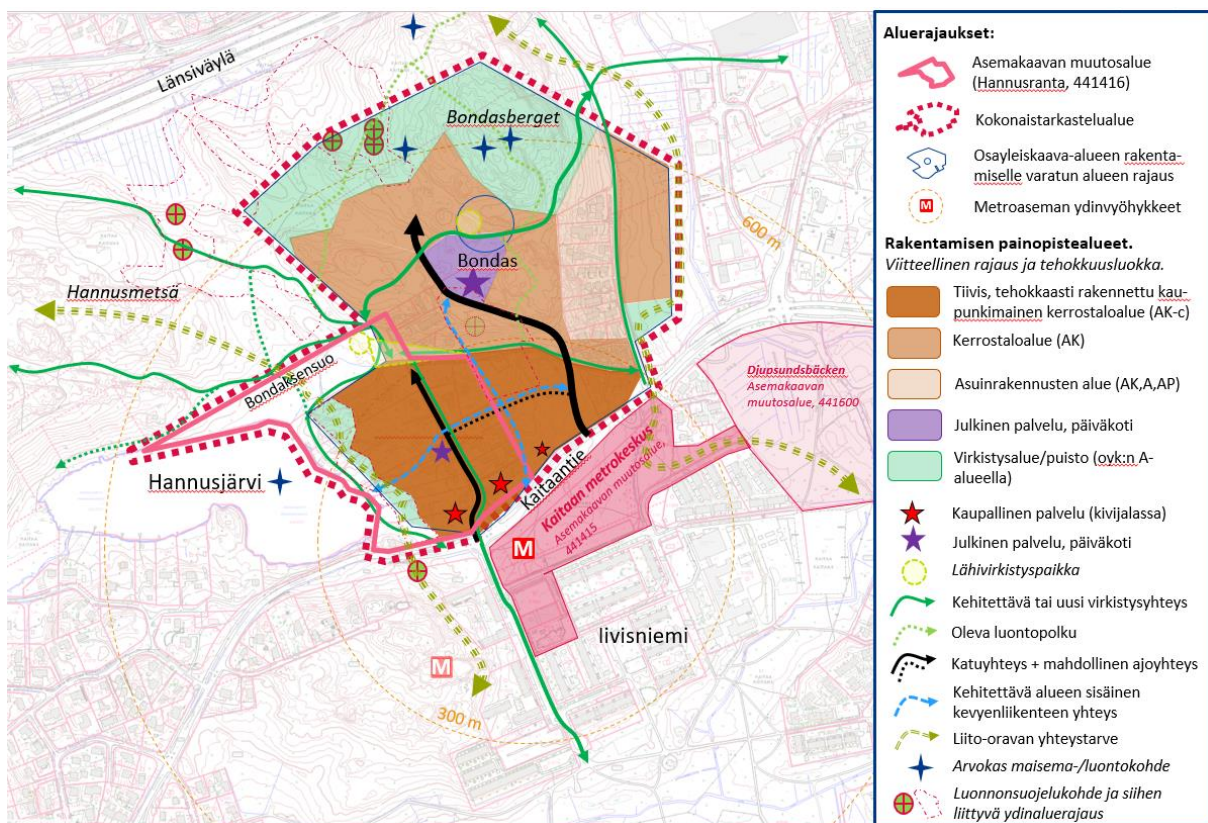 Länsiväylä
Bondasberget
600 m
Hannusmetsä
Bondas
Bondaksensuo
Djupsundsbäcken
Asemakaavan
muutosalue, 441600
Hannusjärvi
Kaitaantie
Kaitaan metrokeskus
Asemakaavan muutosalue,
441415
M
Iivisniemi
M
300 m
Aluerajaukset:
Asemakaavan muutosalue
(Hannusranta, 441416)
Kokonaistarkastelualue
Osayleiskaava-alueen rakenta-
miselle varatun alueen rajaus
M
Metroaseman ydinvyöhykkeet
Rakentamisen painopistealueet.
Viitteellinen rajaus ja tehokkuusluokka.
Tiivis, tehokkaasti rakennettu kau-
punkimainen kerrostaloalue (AK-c)
Kerrostaloalue (AK)
Asuinrakennusten alue (AK,A,AP)
Julkinen palvelu, päiväkoti
Virkistysalue/puisto (oyk:n A-
alueella)
Kaupallinen palvelu (kivijalassa)
Julkinen palvelu, päiväkoti
Lähivirkistyspaikka
Kehitettävä tai uusi virkistysyhteys
Oleva luontopolku
Katuyhteys + mahdollinen ajoyhteys
Kehitettävä alueen sisäinen
kevyenliikenteen yhteys
Liito-oravan yhteystarve
Arvokas maisema-/luontokohde
Luonnonsuojelukohde ja siihen
liittyvä ydinaluerajaus